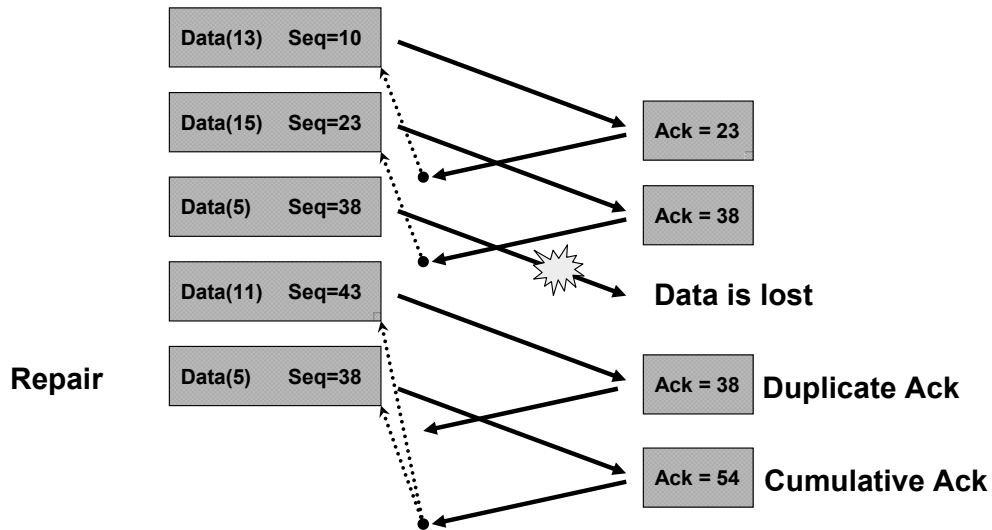 Data(13) Seq=10
Ack = 23
Data(15) Seq=23
Ack = 38
Data(5) Seq=38
Data is lost
Data(11) Seq=43
Repair
Data(5) Seq=38
Ack = 38 Duplicate Ack
Ack = 54 Cumulative Ack